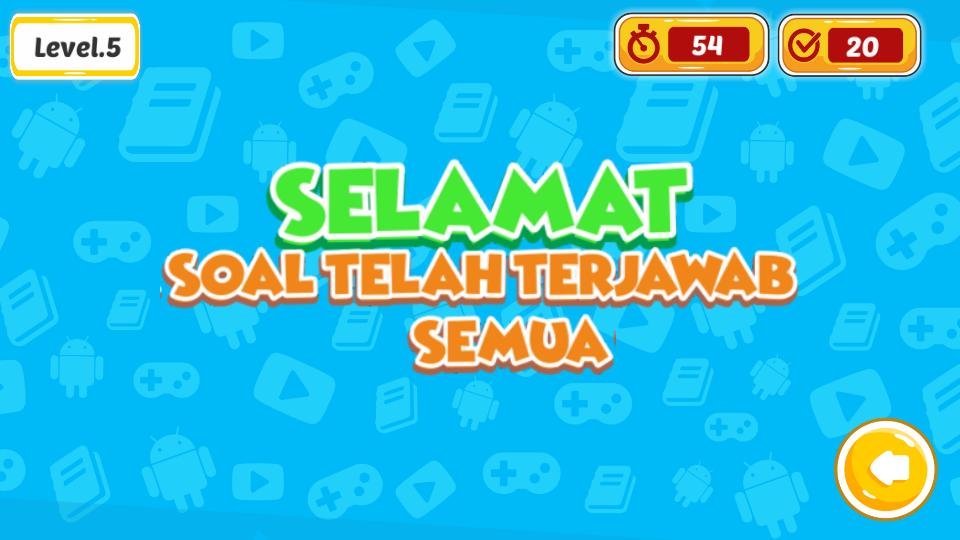 Level.5
54
20
SELAMAT
SOAL TELAH TERJAWAB
SEMUA